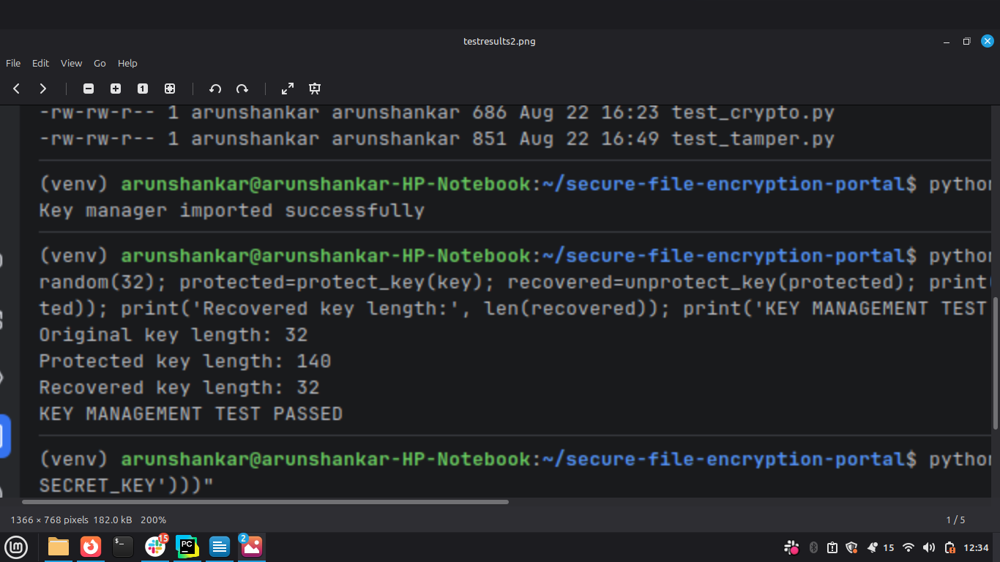 testresults2.png
File Edit View Go Help
-rw-rw-r-- 1 arunshankar arunshankar 686 Aug 22 16:23 test_crypto.py
-rw-rw-r-- 1 arunshankar arunshankar 851 Aug 22 16:49 test_tamper.py
(venv) arunshankar@arunshankar-HP-Notebook:~/secure-file-encryption-portal$ python
Key manager imported successfully
(venv) arunshankar@arunshankar-HP-Notebook:~/secure-file-encryption-portal$ python
random(32); protected=protect_key(key); recovered=unprotect_key(protected); print(
ted)); print('Recovered key length:', len(recovered)); print('KEY MANAGEMENT TEST
Original key length: 32
Protected key length: 140
Recovered key length: 32
KEY MANAGEMENT TEST PASSED
(venv) arunshankar@arunshankar-HP-Notebook:~/secure-file-encryption-portal$ python
SECRET_KEY')))"
1366 × 768 pixels 182.0 kB 200% 1 / 5
15 PC 2 15 12:34